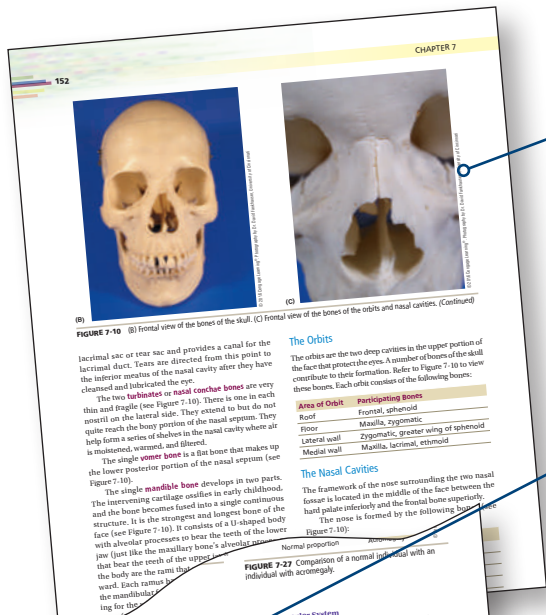 CHAPTER 7
152
(B)
(C)
FIGURE 7-10 (B) Frontal view of the bones of the skull. (C) Frontal view of the bones of the orbits and nasal cavities. (Continued)
lacrimal sac or tear sac and provides a canal for the
lacrimal duct. Tears are directed from this point to
the inferior meatus of the nasal cavity after they have
cleansed and lubricated the eye.
The two turbinates or nasal conchae bones are very
thin and fragile (see Figure 7-10). There is one in each
nostril on the lateral side. They extend to but do not
quite reach the bony portion of the nasal septum. They
help form a series of shelves in the nasal cavity where air
is moistened, warmed, and filtered.
The single vomer bone is a flat bone that makes up
the lower posterior portion of the nasal septum (see
Figure 7-10).
The single mandible bone develops in two parts.
The intervening cartilage ossifies in early childhood,
and the bone becomes fused into a single continuous
structure. It is the strongest and longest bone of the
face (see Figure 7-10). It consists of a U-shaped body
with alveolar processes to bear the teeth of the lower
jaw (just like the maxillary bone's alveolar
that bear the teeth of the upper
the body are the rami that
ward. Each ramus
the mandibular
ing for the
The Orbits
The orbits are the two deep cavities in the upper portion of
the face that protect the eyes. A number of bones of the skull
contribute to their formation. Refer to Figure 7-10 to view
these bones. Each orbit consists of the following bones:
Area of Orbit Participating Bones
Roof Frontal, sphenoid
Floor Maxilla, zygomatic
Lateral wall Zygomatic, greater wing of sphenoid
Medial wall Maxilla, lacrimal, ethmoid
The Nasal Cavities
The framework of the nose surrounding the two nasal
fossae is located in the middle of the face between the
hard palate inferiorly and the frontal bone superiorly.
The nose is formed by the following bones (see
Figure 7-10):
Normal proportion
FIGURE 7-27 Comparison of a normal individual with an
individual with acromegaly.
System